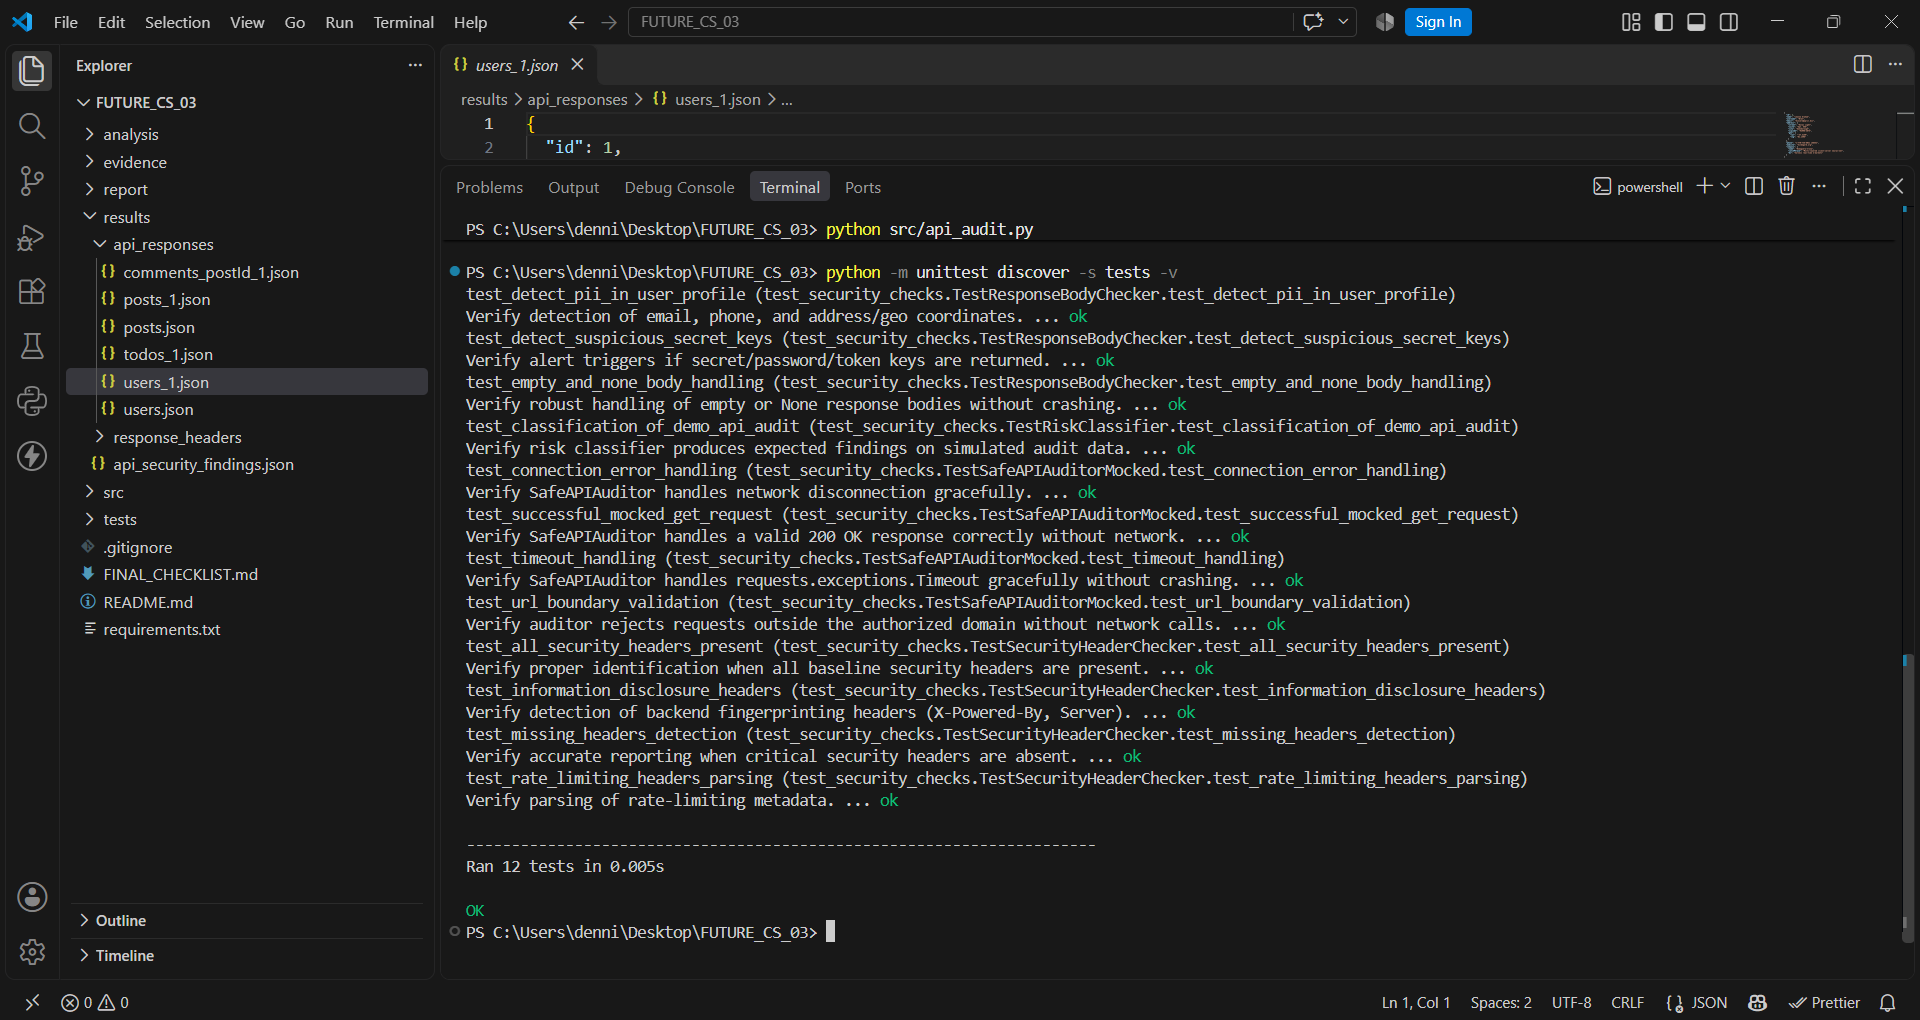 File Edit Selection View Go Run Terminal Help
FUTURE_CS_03
Sign In
Explorer
FUTURE_CS_03
analysis
evidence
report
results
api_responses
comments_postId_1.json
posts_1.json
posts.json
todos_1.json
users_1.json
users.json
response_headers
api_security_findings.json
src
tests
.gitignore
FINAL_CHECKLIST.md
README.md
requirements.txt
Outline
Timeline
users_1.json
results > api_responses > {} users_1.json > ...
1 {
2 "id": 1,
Problems Output Debug Console Terminal Ports
powershell
PS C:\Users\denni\Desktop\FUTURE_CS_03> python src/api_audit.py
PS C:\Users\denni\Desktop\FUTURE_CS_03> python -m unittest discover -s tests -v
test_detect_pii_in_user_profile (test_security_checks.TestResponseBodyChecker.test_detect_pii_in_user_profile)
Verify detection of email, phone, and address/geo coordinates. ... ok
test_detect_suspicious_secret_keys (test_security_checks.TestResponseBodyChecker.test_detect_suspicious_secret_keys)
Verify alert triggers if secret/password/token keys are returned. ... ok
test_empty_and_none_body_handling (test_security_checks.TestResponseBodyChecker.test_empty_and_none_body_handling)
Verify robust handling of empty or None response bodies without crashing. ... ok
test_classification_of_demo_api_audit (test_security_checks.TestRiskClassifier.test_classification_of_demo_api_audit)
Verify risk classifier produces expected findings on simulated audit data. ... ok
test_connection_error_handling (test_security_checks.TestSafeAPIAuditorMocked.test_connection_error_handling)
Verify SafeAPIAuditor handles network disconnection gracefully. ... ok
test_successful_mocked_get_request (test_security_checks.TestSafeAPIAuditorMocked.test_successful_mocked_get_request)
Verify SafeAPIAuditor handles a valid 200 OK response correctly without network. ... ok
test_timeout_handling (test_security_checks.TestSafeAPIAuditorMocked.test_timeout_handling)
Verify SafeAPIAuditor handles requests.exceptions.Timeout gracefully without crashing. ... ok
test_url_boundary_validation (test_security_checks.TestSafeAPIAuditorMocked.test_url_boundary_validation)
Verify auditor rejects requests outside the authorized domain without network calls. ... ok
test_all_security_headers_present (test_security_checks.TestSecurityHeaderChecker.test_all_security_headers_present)
Verify proper identification when all baseline security headers are present. ... ok
test_information_disclosure_headers (test_security_checks.TestSecurityHeaderChecker.test_information_disclosure_headers)
Verify detection of backend fingerprinting headers (X-Powered-By, Server). ... ok
test_missing_headers_detection (test_security_checks.TestSecurityHeaderChecker.test_missing_headers_detection)
Verify accurate reporting when critical security headers are absent. ... ok
test_rate_limiting_headers_parsing (test_security_checks.TestSecurityHeaderChecker.test_rate_limiting_headers_parsing)
Verify parsing of rate-limiting metadata. ... ok
----------------------------------------------------------------------
Ran 12 tests in 0.005s
OK
PS C:\Users\denni\Desktop\FUTURE_CS_03>
0 0
Ln 1, Col 1 Spaces: 2 UTF-8 CRLF {} JSON Prettier